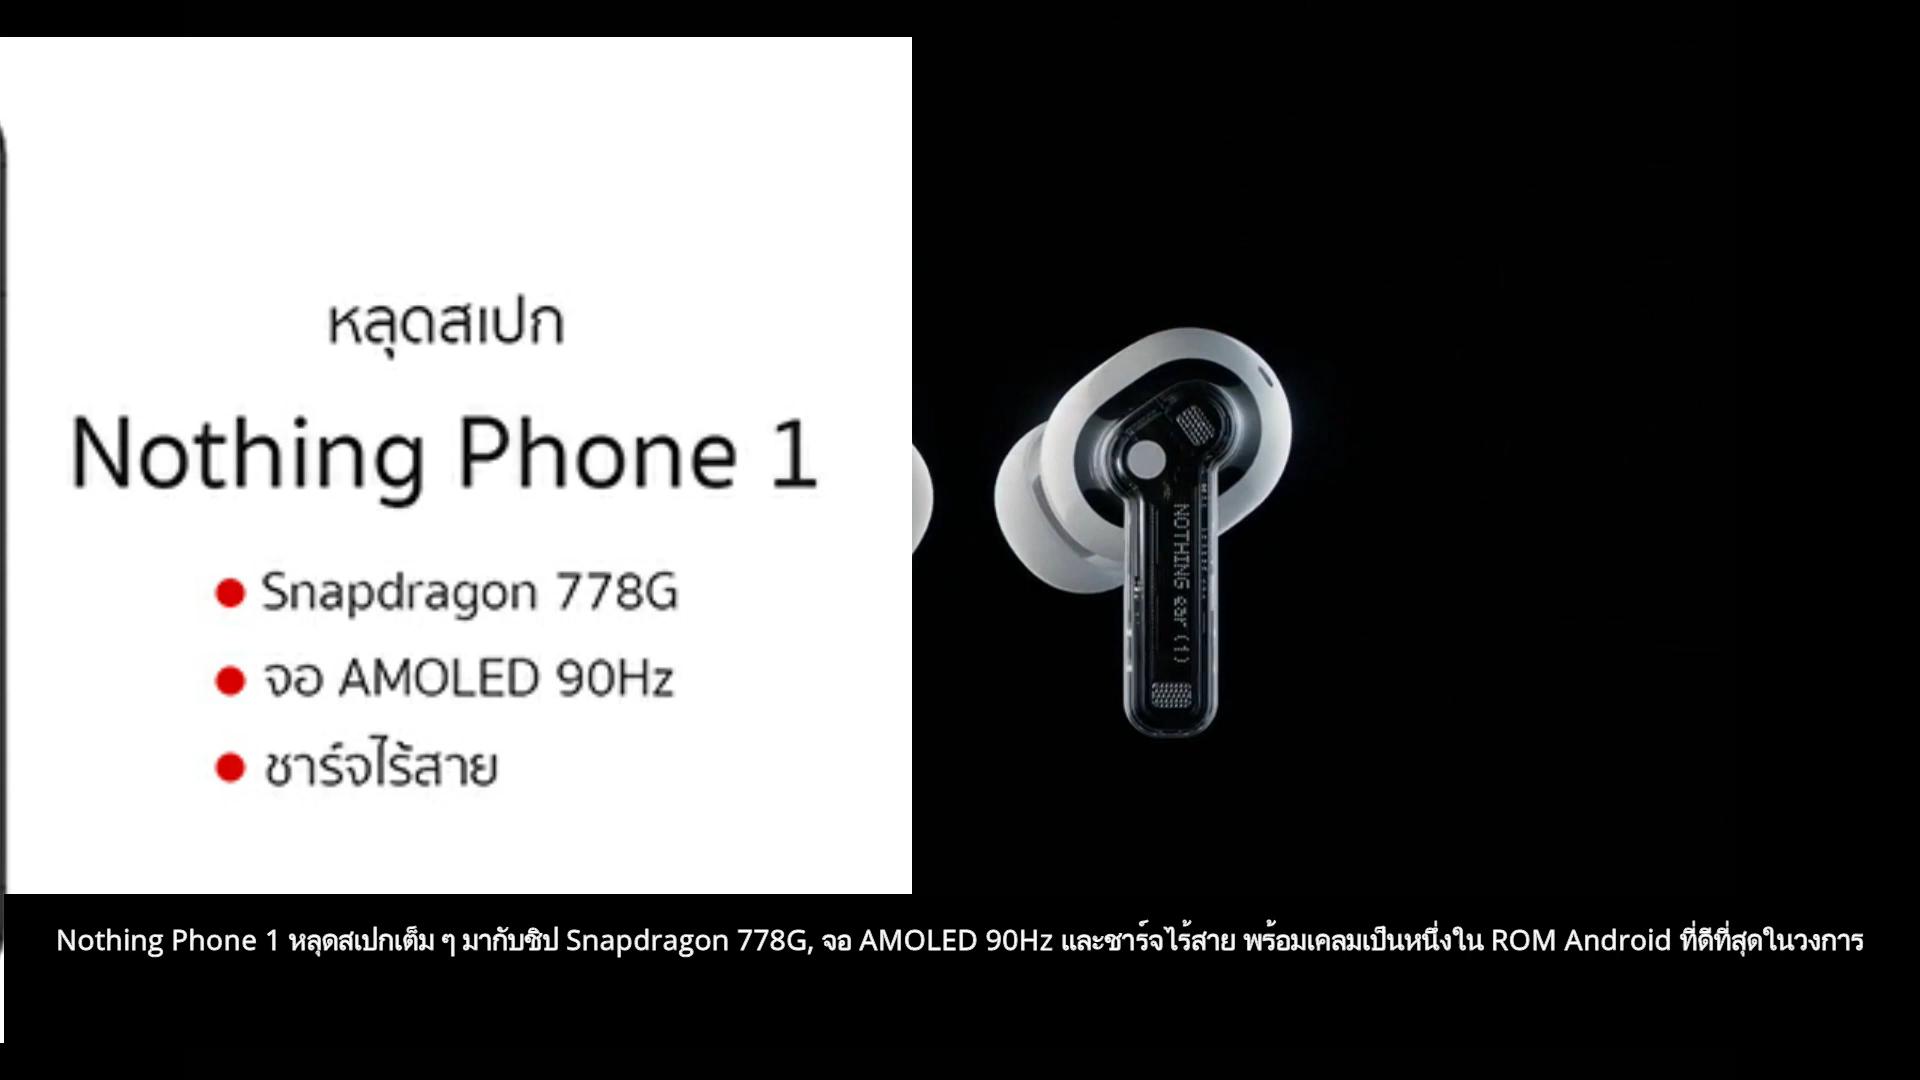 หลุดสเปก
Nothing Phone 1
Snapdragon 778G
จอ AMOLED 90Hz
ชาร์จไร้สาย
NOTHING ear (1)
Nothing Phone 1 หลุดสเปกเต็ม ๆ มากับชิป Snapdragon 778G, จอ AMOLED 90Hz และชาร์จไร้สาย พร้อมเคลมเป็นหนึ่งใน ROM Android ที่ดีที่สุดในวงการ